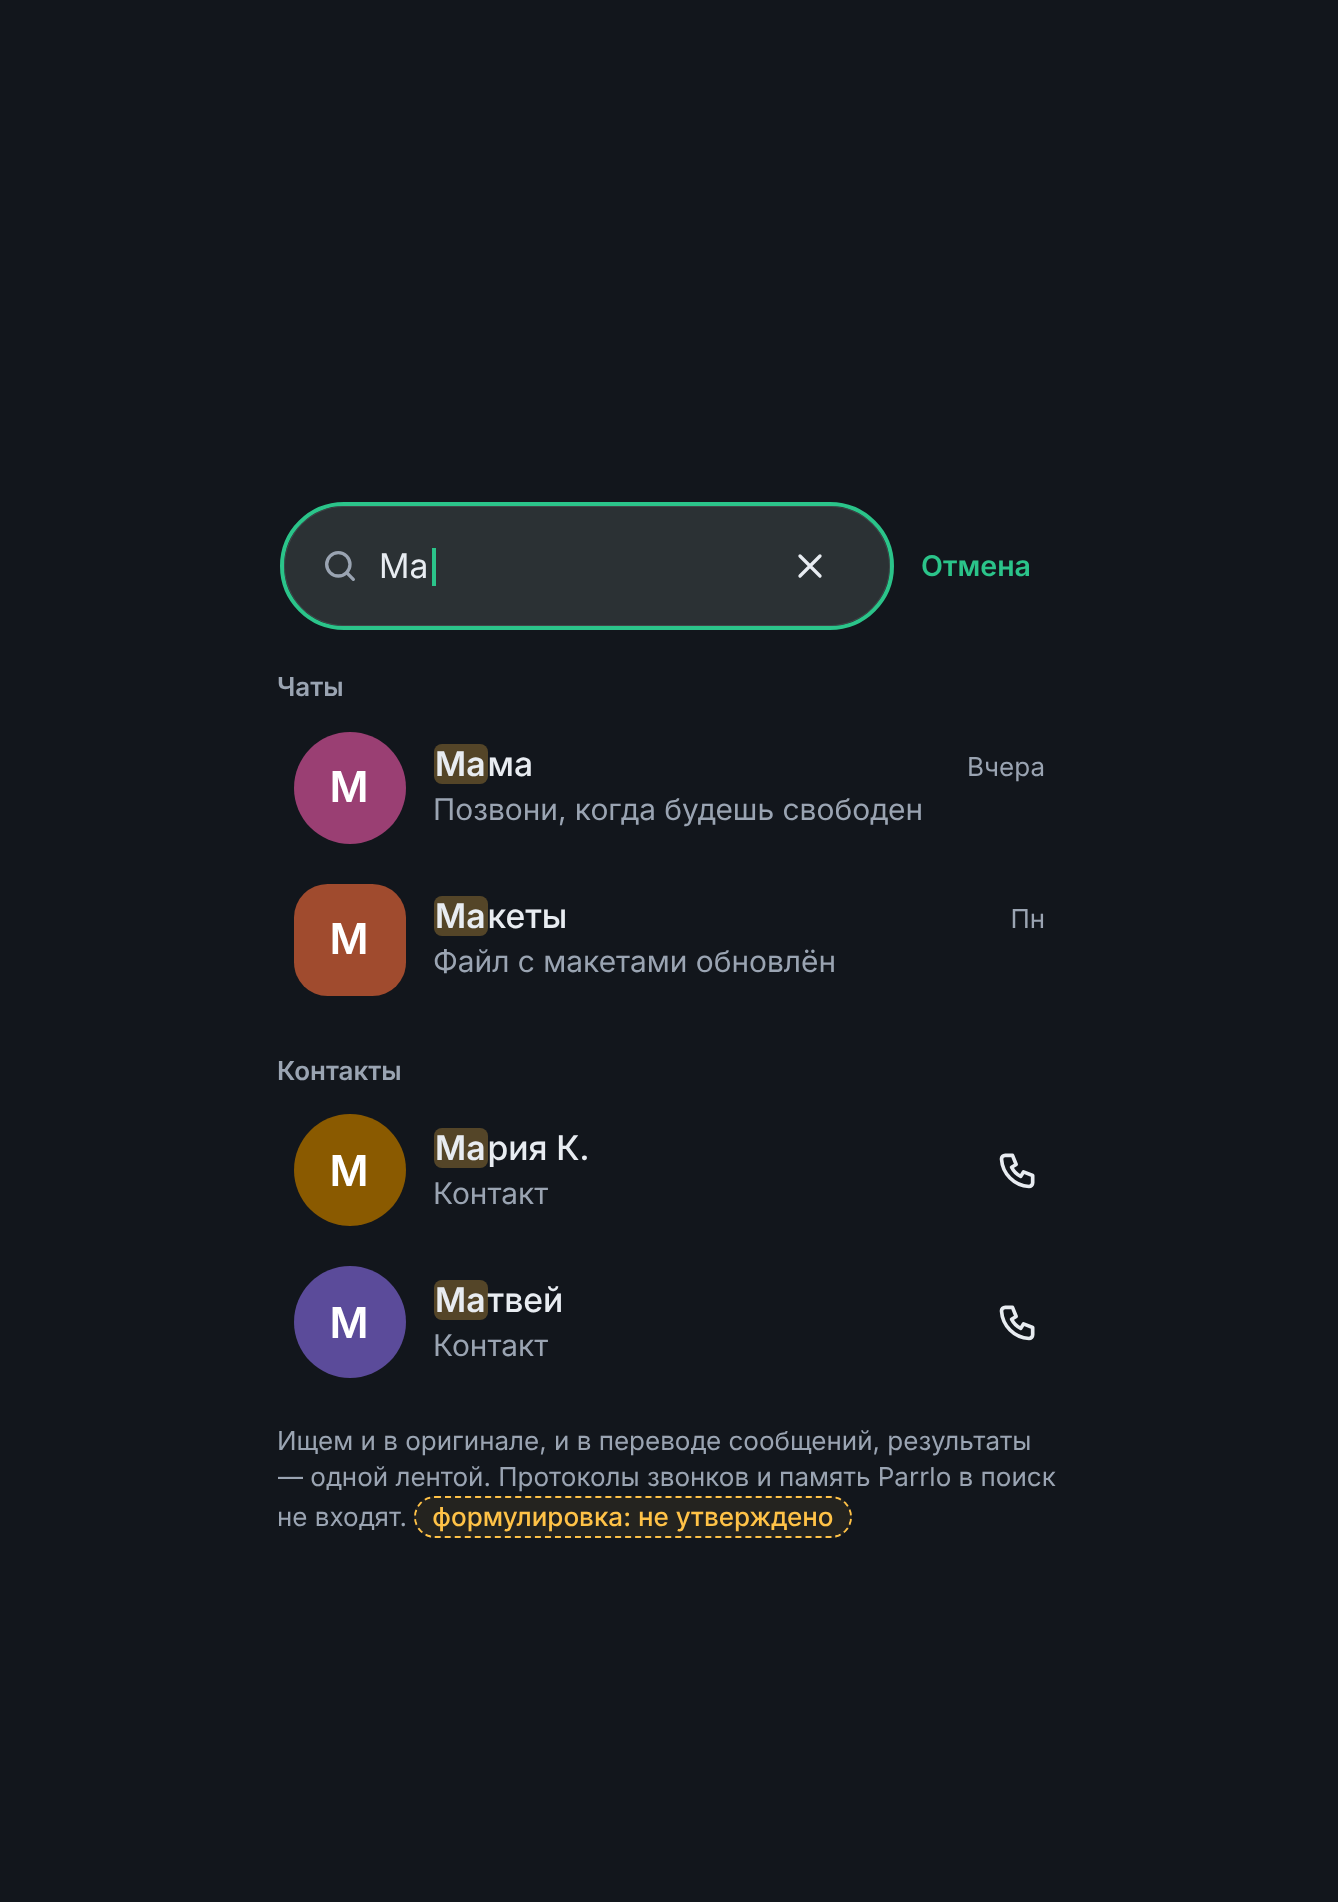 Ma
Отмена
Чаты
М
Мама
Вчера
Позвони, когда будешь свободен
М
Макеты
Пн
Файл с макетами обновлён
Контакты
М
Мария К.
Контакт
М
Матвей
Контакт
Ищем и в оригинале, и в переводе сообщений, результаты
— одной лентой. Протоколы звонков и память Parrlo в поиск
не входят. формулировка: не утверждено